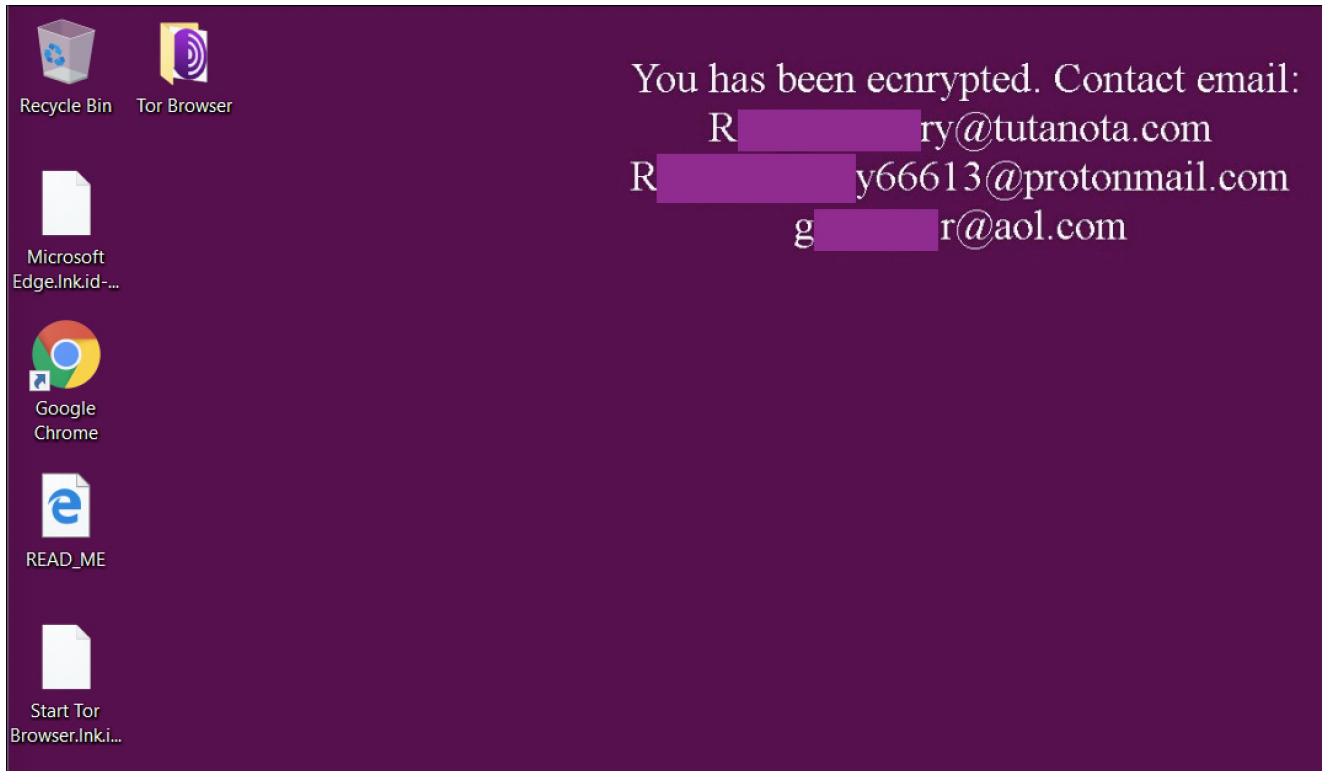 Recycle Bin
Tor Browser
Microsoft
Edge.lnk.id-...
Google
Chrome
READ_ME
Start Tor
Browser.lnk.i...
You has been ecnrypted. Contact email:
R ry@tutanota.com
R y66613@protonmail.com
g r@aol.com